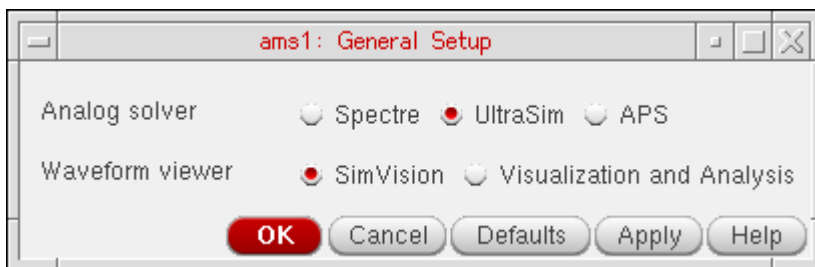 ams1: General Setup
Analog solver Spectre UltraSim APS
Waveform viewer SimVision Visualization and Analysis
OK Cancel Defaults Apply Help